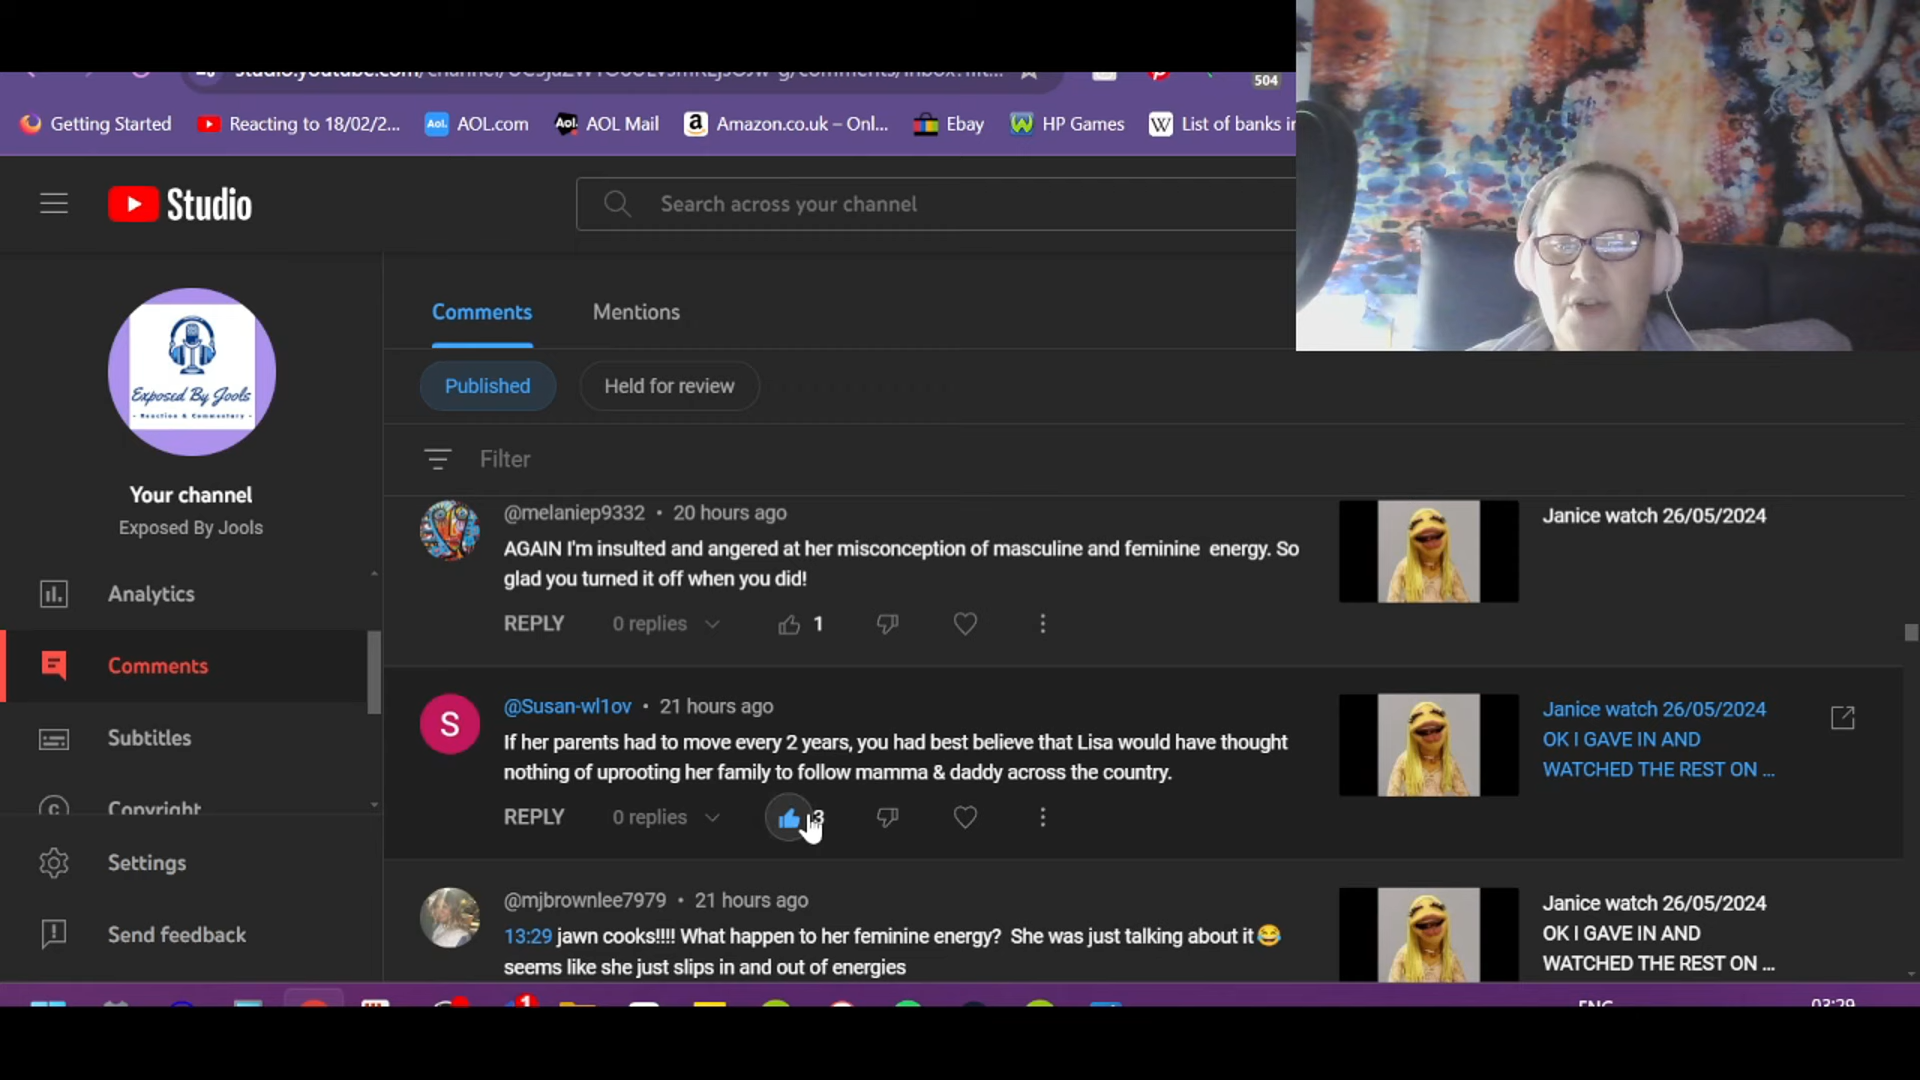 504
Getting Started
Reacting to 18/02/2...
AOL.com
AOL Mail
Amazon.co.uk – Onl...
Ebay
HP Games
List of banks in
Studio
Search across your channel
Exposed By Jools
- Reaction & Commentary -
Your channel
Exposed By Jools
Analytics
Comments
Subtitles
Copyright
Settings
Send feedback
Comments
Mentions
Published
Held for review
Filter
@melaniep9332 • 20 hours ago
AGAIN I'm insulted and angered at her misconception of masculine and feminine energy. So
glad you turned it off when you did!
REPLY 0 replies 1
Janice watch 26/05/2024
S
@Susan-wl1ov • 21 hours ago
If her parents had to move every 2 years, you had best believe that Lisa would have thought
nothing of uprooting her family to follow mamma & daddy across the country.
REPLY 0 replies 3
Janice watch 26/05/2024
OK I GAVE IN AND
WATCHED THE REST ON ...
@mjbrownlee7979 • 21 hours ago
13:29 jawn cooks!!!! What happen to her feminine energy? She was just talking about it😂
seems like she just slips in and out of energies
Janice watch 26/05/2024
OK I GAVE IN AND
WATCHED THE REST ON ...
1
ENG
03:29